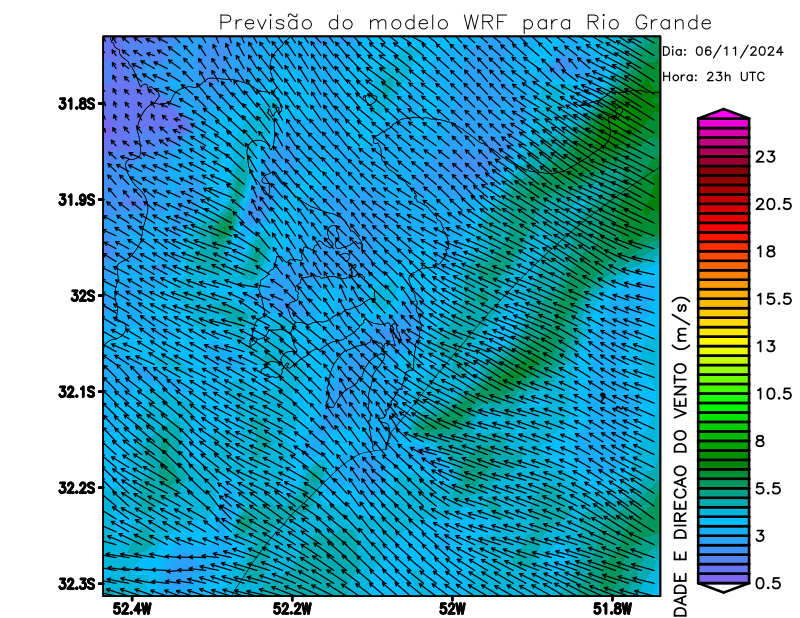 Previsão do modelo WRF para Rio Grande
Dia: 06/11/2024
Hora: 23h UTC
31.8S
31.9S
32S
32.1S
32.2S
32.3S
52.4W
52.2W
52W
51.8W
23
20.5
18
15.5
13
10.5
8
5.5
3
0.5
DADE E DIRECAO DO VENTO (m/s)